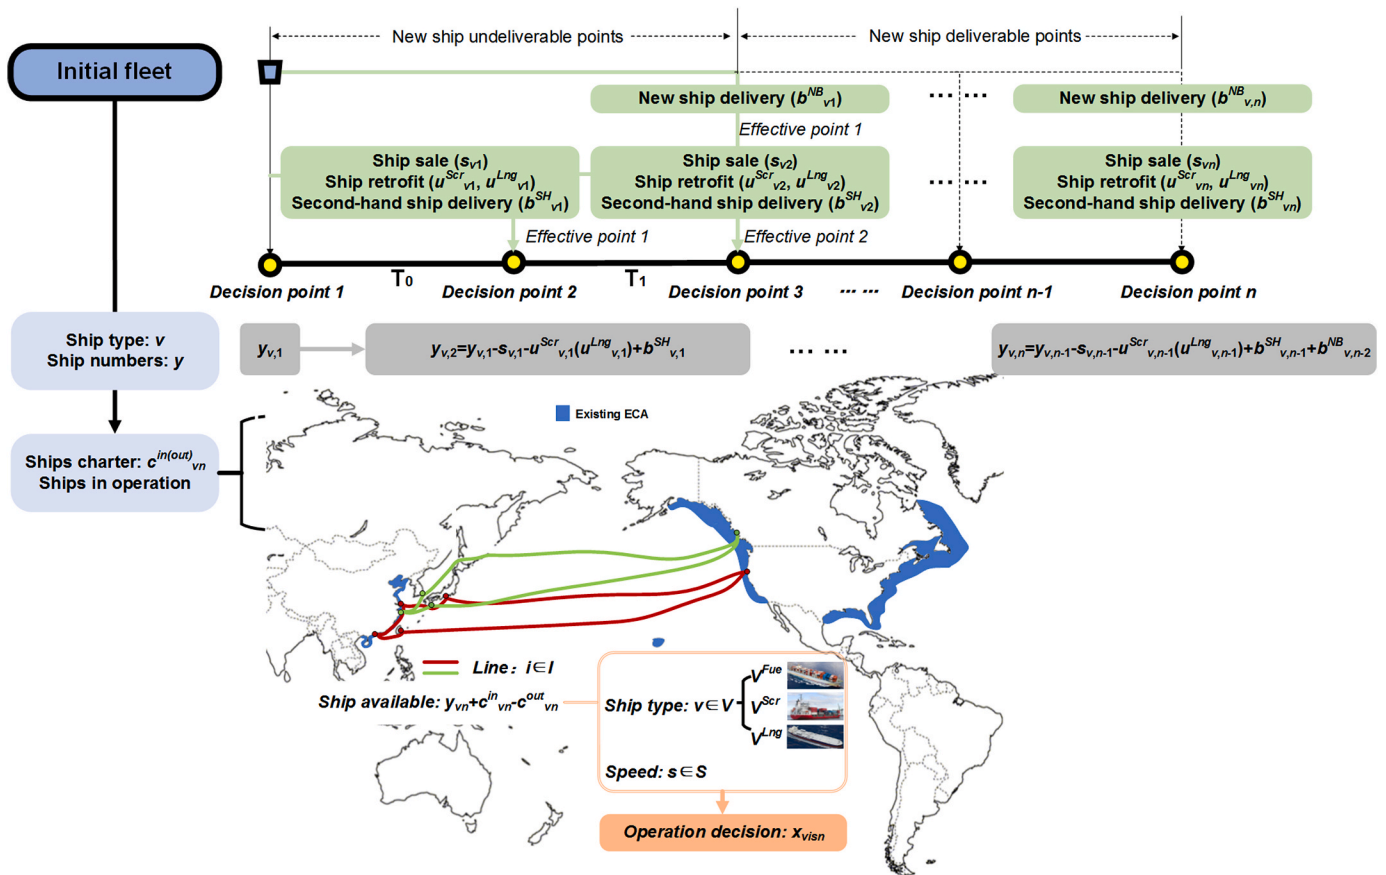 New ship undeliverable points
New ship deliverable points
Initial fleet
New ship delivery (b^NB_v1)
... ...
New ship delivery (b^NB_v,n)
Effective point 1
Ship sale (s_v1)
Ship retrofit (u^Scr_v1, u^Lng_v1)
Second-hand ship delivery (b^SH_v1)
Ship sale (s_v2)
Ship retrofit (u^Scr_v2, u^Lng_v2)
Second-hand ship delivery (b^SH_v2)
... ...
Ship sale (s_vn)
Ship retrofit (u^Scr_vn, u^Lng_vn)
Second-hand ship delivery (b^SH_vn)
Effective point 1
Effective point 2
T_0
T_1
Decision point 1
Decision point 2
Decision point 3
... ...
Decision point n-1
Decision point n
Ship type: v
Ship numbers: y
y_v,1
y_v,2=y_v,1-s_v,1-u^Scr_v,1(u^Lng_v,1)+b^SH_v,1
... ...
y_v,n=y_v,n-1-s_v,n-1-u^Scr_v,n-1(u^Lng_v,n-1)+b^SH_v,n-1+b^NB_v,n-2
Existing ECA
Ships charter: c^in(out)_vn
Ships in operation
Line：i∈I
Ship available: y_vn+c^in_vn-c^out_vn
Ship type: v∈V
V^Fue
V^Scr
V^Lng
Speed: s∈S
Operation decision: x_visn